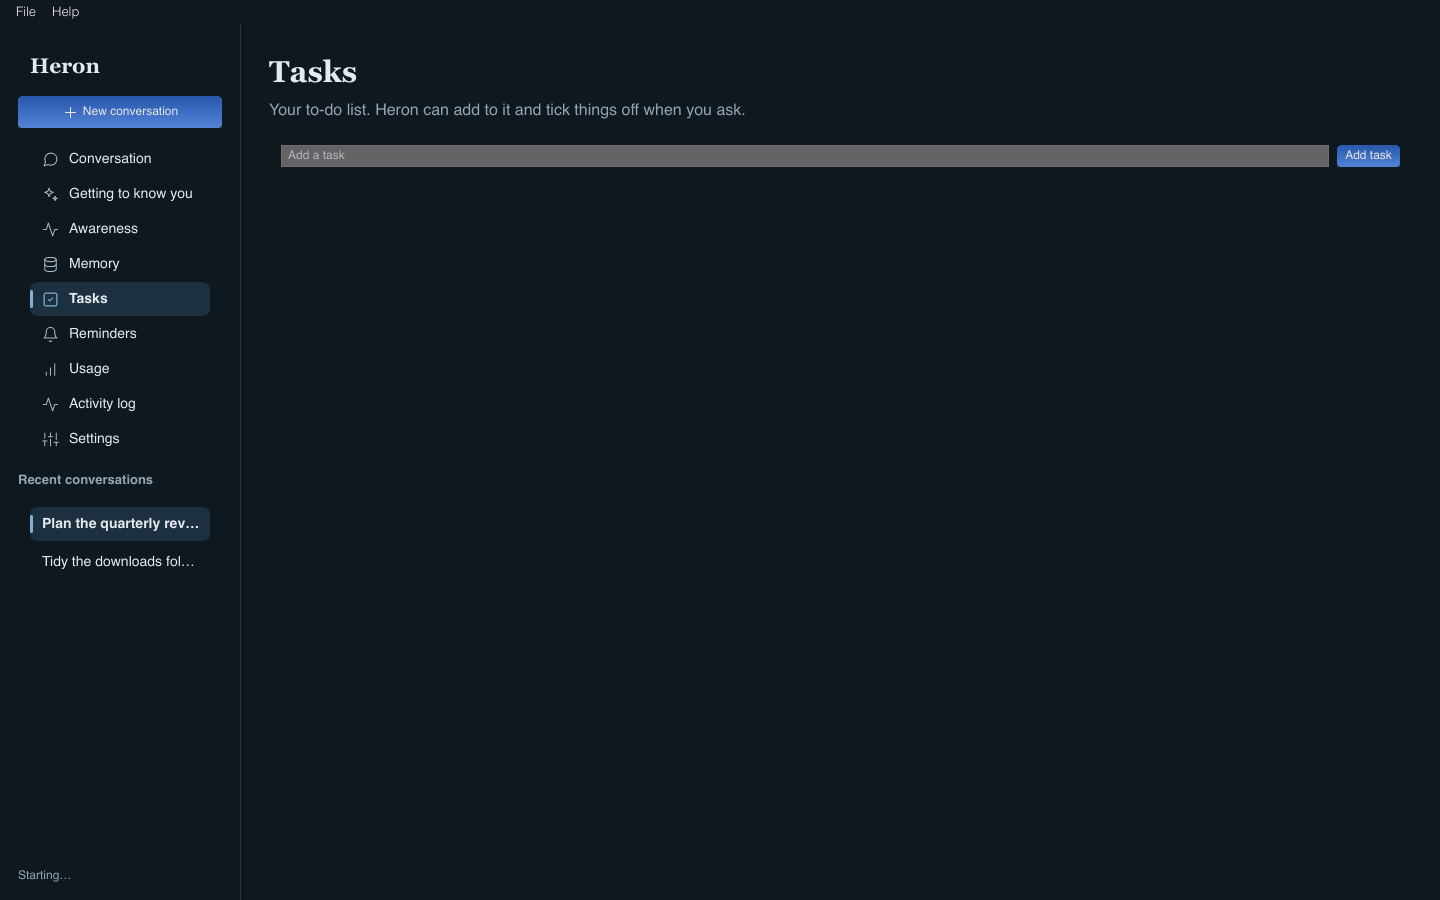 File Help
Heron
New conversation
Conversation
Getting to know you
Awareness
Memory
Tasks
Reminders
Usage
Activity log
Settings
Recent conversations
Plan the quarterly rev…
Tidy the downloads fol…
Starting…
Tasks
Your to-do list. Heron can add to it and tick things off when you ask.
Add a task
Add task